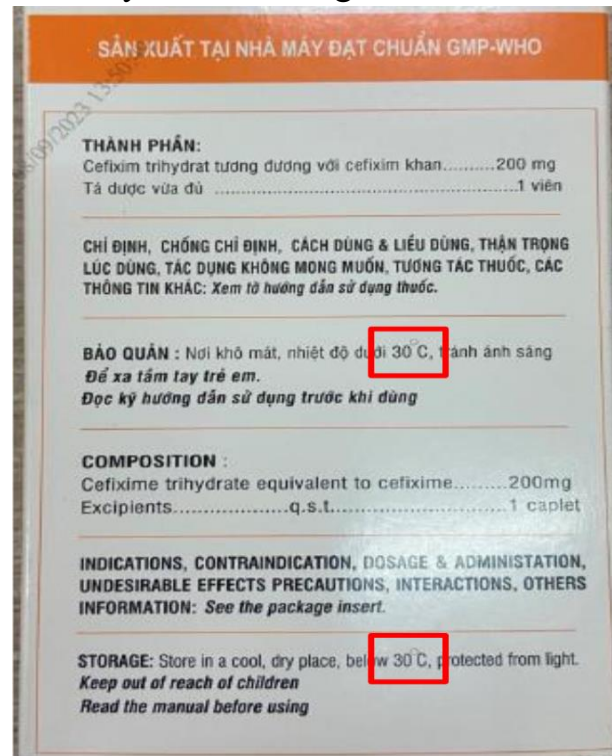 SẢN XUẤT TẠI NHÀ MÁY ĐẠT CHUẨN GMP-WHO
09/2023 13:50
THÀNH PHẦN:
Cefixim trihydrat tương đương với cefixim khan..........200 mg
Tá dược vừa đủ ......................................................1 viên
CHỈ ĐỊNH, CHỐNG CHỈ ĐỊNH, CÁCH DÙNG & LIỀU DÙNG, THẬN TRỌNG
LÚC DÙNG, TÁC DỤNG KHÔNG MONG MUỐN, TƯƠNG TÁC THUỐC, CÁC
THÔNG TIN KHÁC: Xem tờ hướng dẫn sử dụng thuốc.
BẢO QUẢN : Nơi khô mát, nhiệt độ dưới 30°C, tránh ánh sáng
Để xa tầm tay trẻ em.
Đọc kỹ hướng dẫn sử dụng trước khi dùng
COMPOSITION :
Cefixime trihydrate equivalent to cefixime.........200mg
Excipients...................q.s.t.............................1 caplet
INDICATIONS, CONTRAINDICATION, DOSAGE & ADMINISTATION,
UNDESIRABLE EFFECTS PRECAUTIONS, INTERACTIONS, OTHERS
INFORMATION: See the package insert.
STORAGE: Store in a cool, dry place, below 30°C, protected from light.
Keep out of reach of children
Read the manual before using